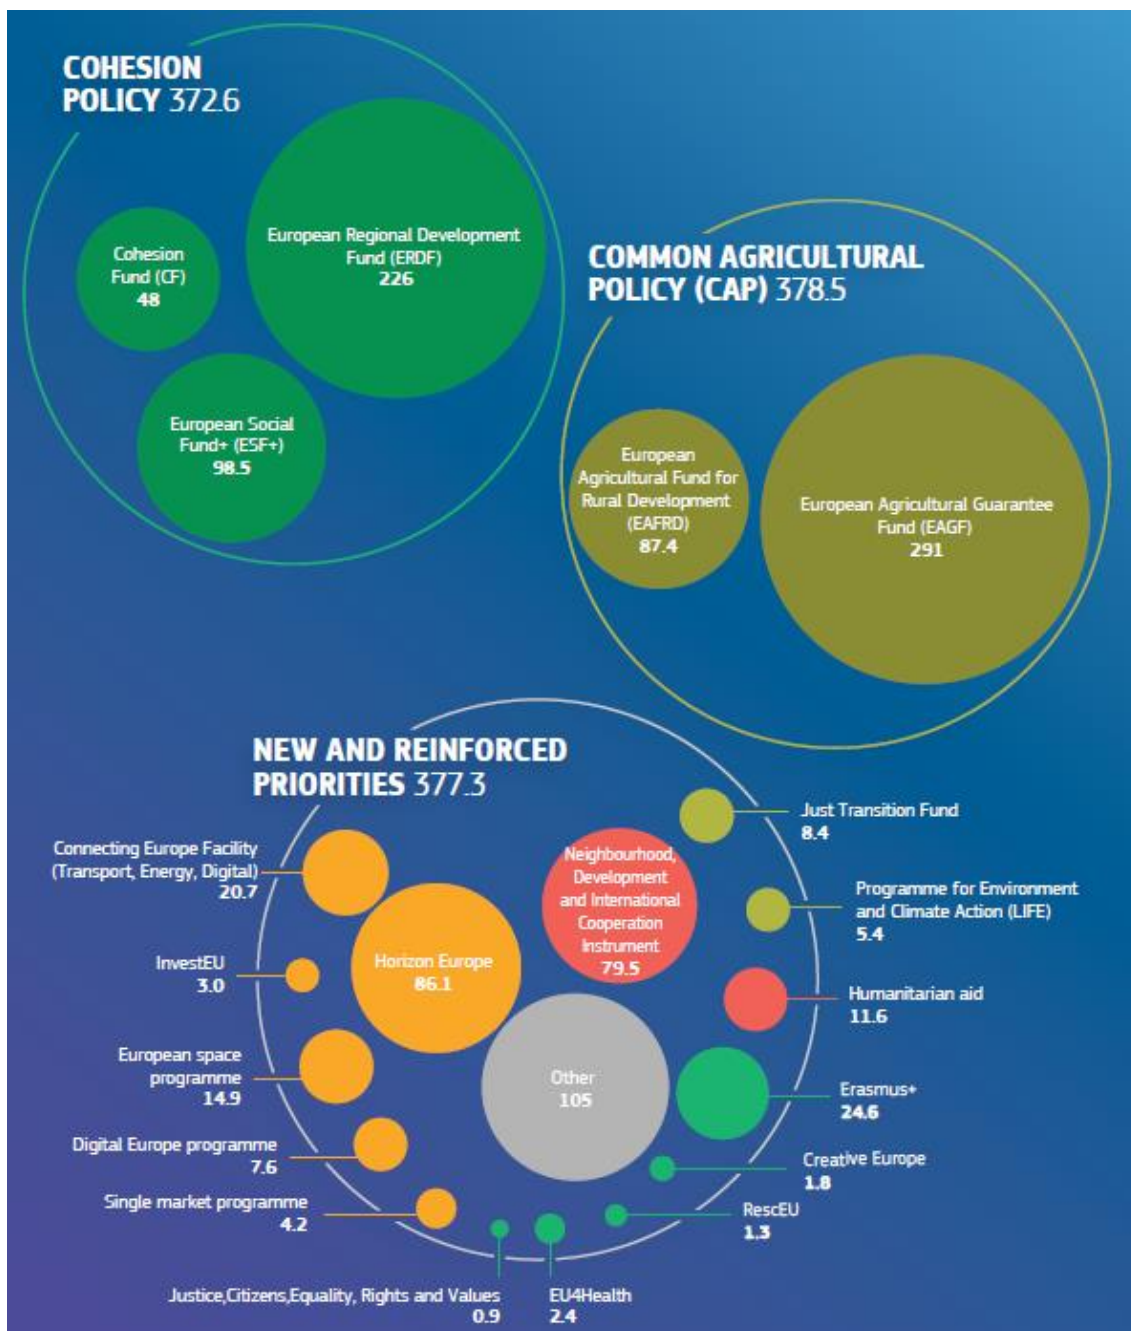 COHESION
POLICY 372.6
European Regional Development
Fund (ERDF)
226
Cohesion
Fund (CF)
48
European Social
Fund+ (ESF+)
98.5
COMMON AGRICULTURAL
POLICY (CAP) 378.5
European
Agricultural Fund for
Rural Development
(EAFRD)
87.4
European Agricultural Guarantee
Fund (EAGF)
291
NEW AND REINFORCED
PRIORITIES 377.3
Connecting Europe Facility
(Transport, Energy, Digital)
20.7
InvestEU
3.0
European space
programme
14.9
Digital Europe programme
7.6
Single market programme
4.2
Justice,Citizens,Equality, Rights and Values
0.9
EU4Health
2.4
Horizon Europe
86.1
Neighbourhood,
Development
and International
Cooperation
Instrument
79.5
Other
105
Just Transition Fund
8.4
Programme for Environment
and Climate Action (LIFE)
5.4
Humanitarian aid
11.6
Erasmus+
24.6
Creative Europe
1.8
RescEU
1.3